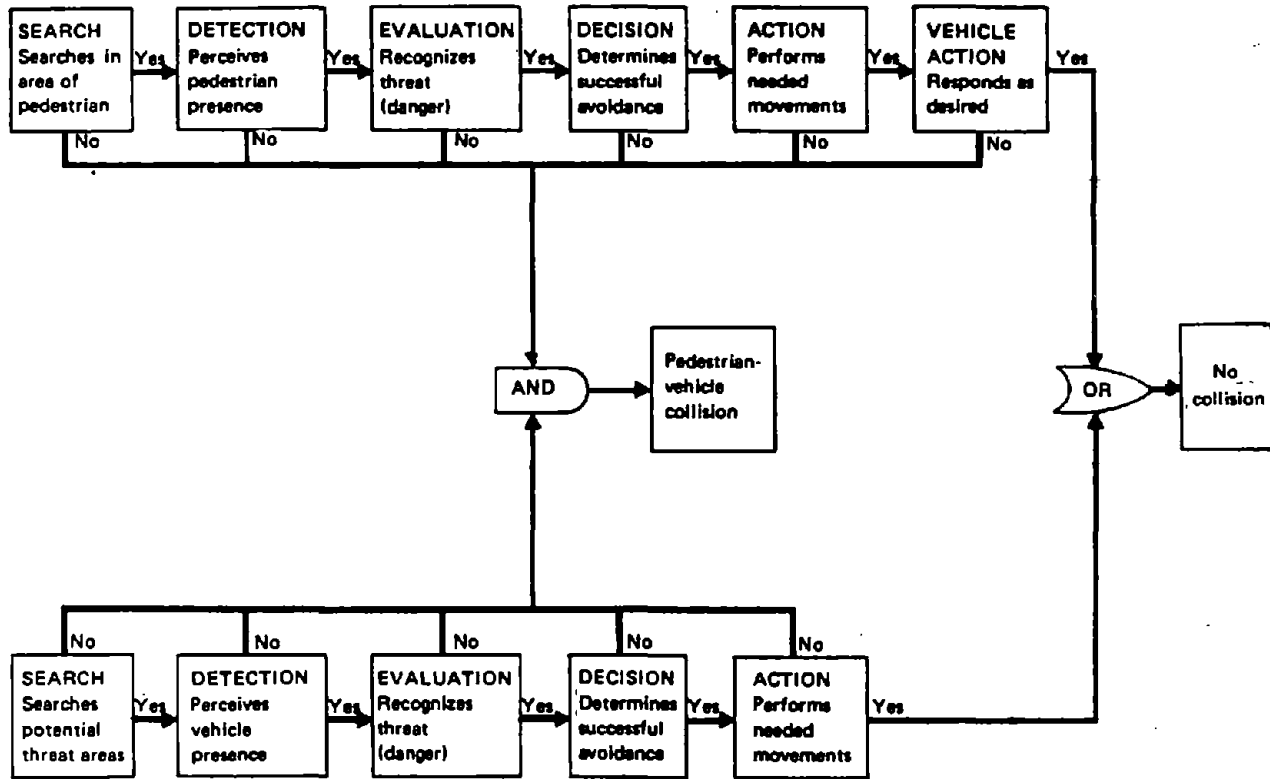 SEARCH
Searches in
area of
pedestrian
Yes
No
DETECTION
Perceives
pedestrian
presence
Yes
No
EVALUATION
Recognizes
threat
(danger)
Yes
No
DECISION
Determines
successful
avoidance
Yes
No
ACTION
Performs
needed
movements
Yes
No
VEHICLE
ACTION
Responds as
desired
Yes
No
AND
Pedestrian-
vehicle
collision
OR
No
collision
SEARCH
Searches
potential
threat areas
Yes
No
DETECTION
Perceives
vehicle
presence
Yes
No
EVALUATION
Recognizes
threat
(danger)
Yes
No
DECISION
Determines
successful
avoidance
Yes
No
ACTION
Performs
needed
movements
Yes
No